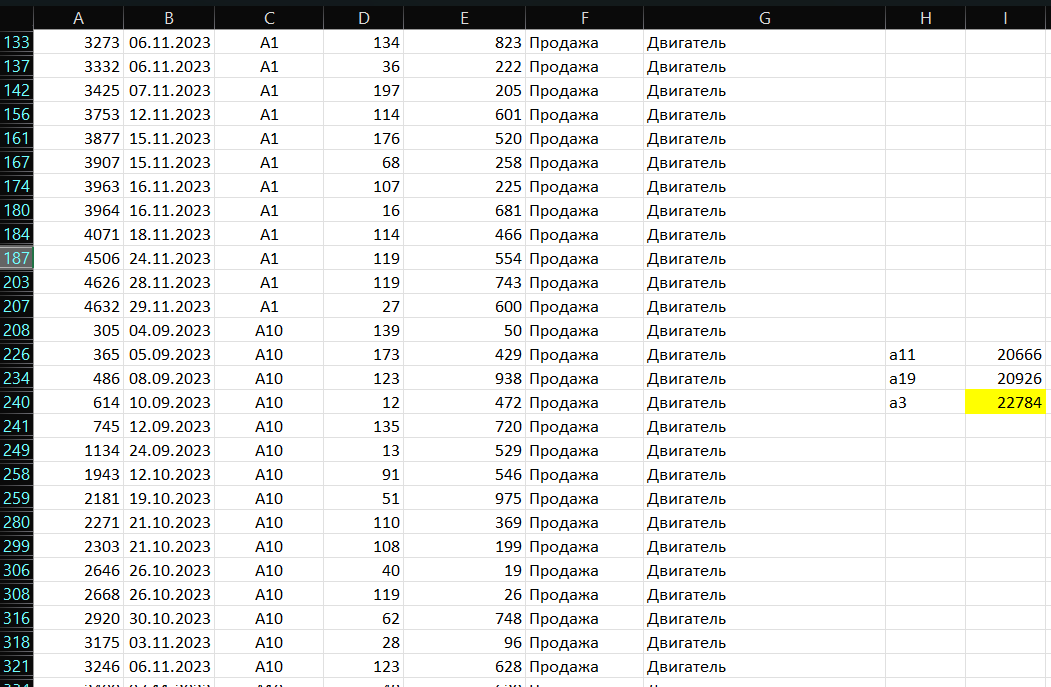 A B C D E F G H I
133 3273 06.11.2023 A1 134 823 Продажа Двигатель
137 3332 06.11.2023 A1 36 222 Продажа Двигатель
142 3425 07.11.2023 A1 197 205 Продажа Двигатель
156 3753 12.11.2023 A1 114 601 Продажа Двигатель
161 3877 15.11.2023 A1 176 520 Продажа Двигатель
167 3907 15.11.2023 A1 68 258 Продажа Двигатель
174 3963 16.11.2023 A1 107 225 Продажа Двигатель
180 3964 16.11.2023 A1 16 681 Продажа Двигатель
184 4071 18.11.2023 A1 114 466 Продажа Двигатель
187 4506 24.11.2023 A1 119 554 Продажа Двигатель
203 4626 28.11.2023 A1 119 743 Продажа Двигатель
207 4632 29.11.2023 A1 27 600 Продажа Двигатель
208 305 04.09.2023 A10 139 50 Продажа Двигатель
226 365 05.09.2023 A10 173 429 Продажа Двигатель а11 20666
234 486 08.09.2023 A10 123 938 Продажа Двигатель а19 20926
240 614 10.09.2023 A10 12 472 Продажа Двигатель а3 22784
241 745 12.09.2023 A10 135 720 Продажа Двигатель
249 1134 24.09.2023 A10 13 529 Продажа Двигатель
258 1943 12.10.2023 A10 91 546 Продажа Двигатель
259 2181 19.10.2023 A10 51 975 Продажа Двигатель
280 2271 21.10.2023 A10 110 369 Продажа Двигатель
299 2303 21.10.2023 A10 108 199 Продажа Двигатель
306 2646 26.10.2023 A10 40 19 Продажа Двигатель
308 2668 26.10.2023 A10 119 26 Продажа Двигатель
316 2920 30.10.2023 A10 62 748 Продажа Двигатель
318 3175 03.11.2023 A10 28 96 Продажа Двигатель
321 3246 06.11.2023 A10 123 628 Продажа Двигатель